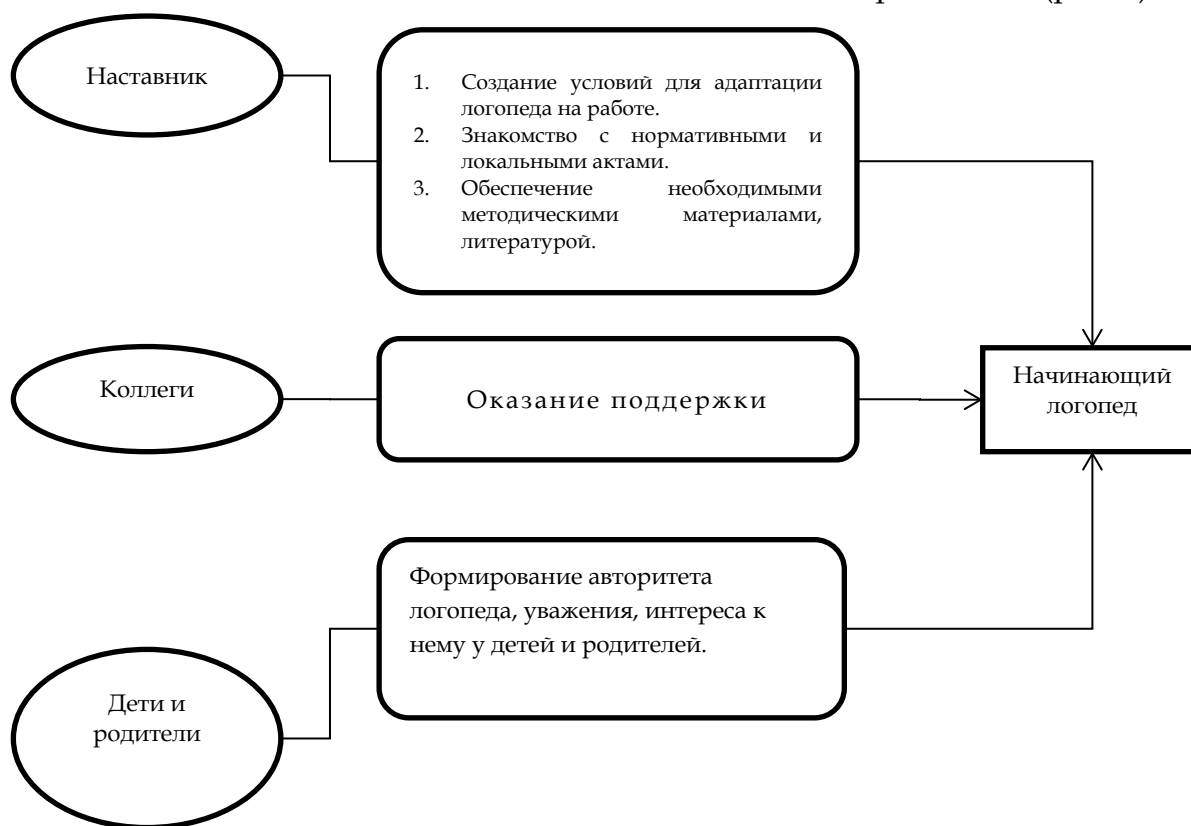 Наставник
1. Создание условий для адаптации
логопеда на работе.
2. Знакомство с нормативными и
локальными актами.
3. Обеспечение необходимыми
методическими материалами,
литературой.
Коллеги
Оказание поддержки
Начинающий
логопед
Формирование авторитета
логопеда, уважения, интереса к
нему у детей и родителей.
Дети и
родители